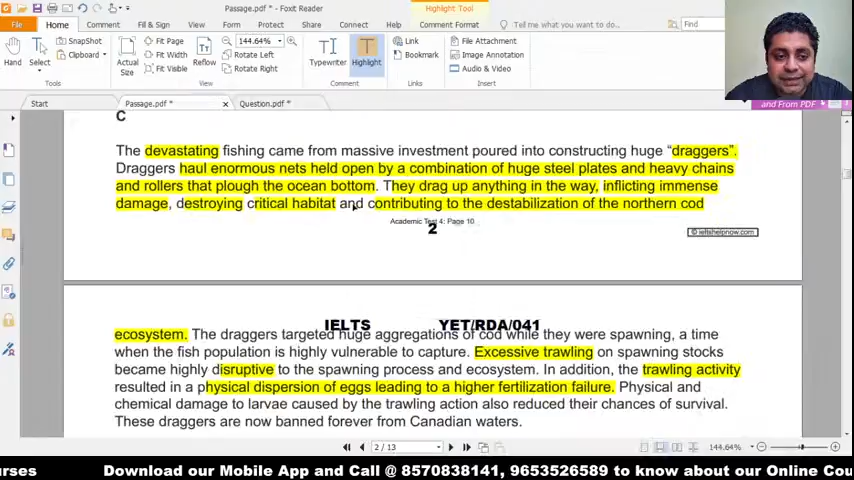 Passage.pdf * - Foxit Reader
Highlight Tool
File Home Comment Fill & Sign View Form Protect Share Connect Help Comment Format Tell me what you want to do... Find
Hand Select SnapShot Clipboard Actual Size Fit Page Fit Width Fit Visible Reflow 144.64% Rotate Left Rotate Right Typewriter Highlight Link Bookmark File Attachment Image Annotation Audio & Video
Tools View Comment Links Insert
Start Passage.pdf * Question.pdf * and From PDF
C
The devastating fishing came from massive investment poured into constructing huge “draggers”.
Draggers haul enormous nets held open by a combination of huge steel plates and heavy chains
and rollers that plough the ocean bottom. They drag up anything in the way, inflicting immense
damage, destroying critical habitat and contributing to the destabilization of the northern cod
Academic Test 4: Page 10
2
© ieltshelpnow.com
IELTS YET/RDA/041
ecosystem. The draggers targeted huge aggregations of cod while they were spawning, a time
when the fish population is highly vulnerable to capture. Excessive trawling on spawning stocks
became highly disruptive to the spawning process and ecosystem. In addition, the trawling activity
resulted in a physical dispersion of eggs leading to a higher fertilization failure. Physical and
chemical damage to larvae caused by the trawling action also reduced their chances of survival.
These draggers are now banned forever from Canadian waters.
2 / 13 144.64%
urses Download our Mobile App and Call @ 8570838141, 9653526589 to know about our Online Cou